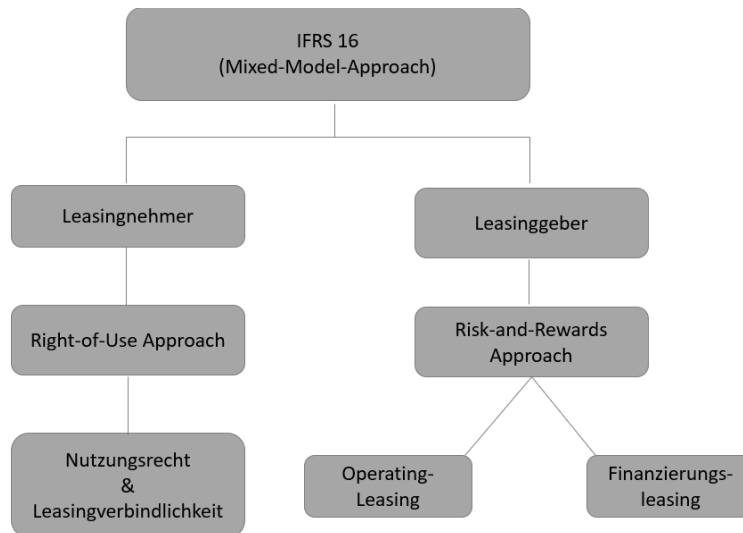 IFRS 16
(Mixed-Model-Approach)
Leasingnehmer
Leasinggeber
Right-of-Use Approach
Risk-and-Rewards
Approach
Nutzungsrecht
&
Leasingverbindlichkeit
Operating-
Leasing
Finanzierungs-
leasing